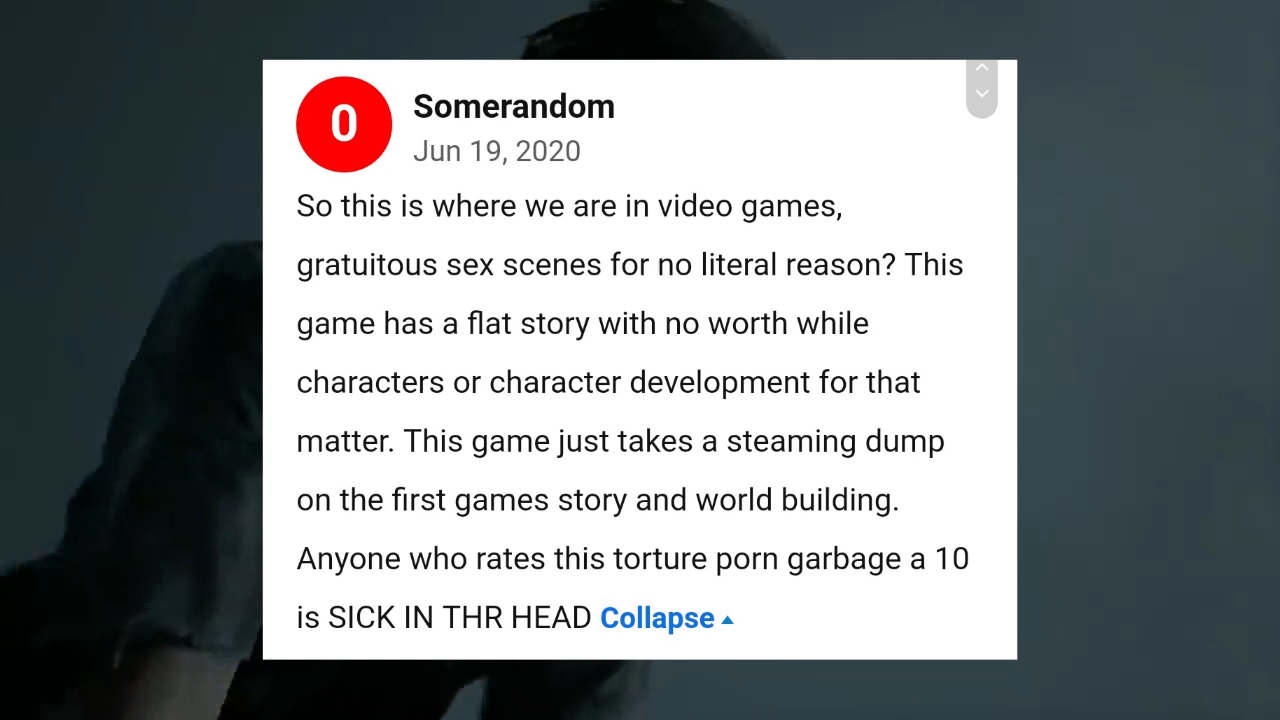 0
Somerandom
Jun 19, 2020
So this is where we are in video games,
gratuitous sex scenes for no literal reason? This
game has a flat story with no worth while
characters or character development for that
matter. This game just takes a steaming dump
on the first games story and world building.
Anyone who rates this torture porn garbage a 10
is SICK IN THR HEAD Collapse